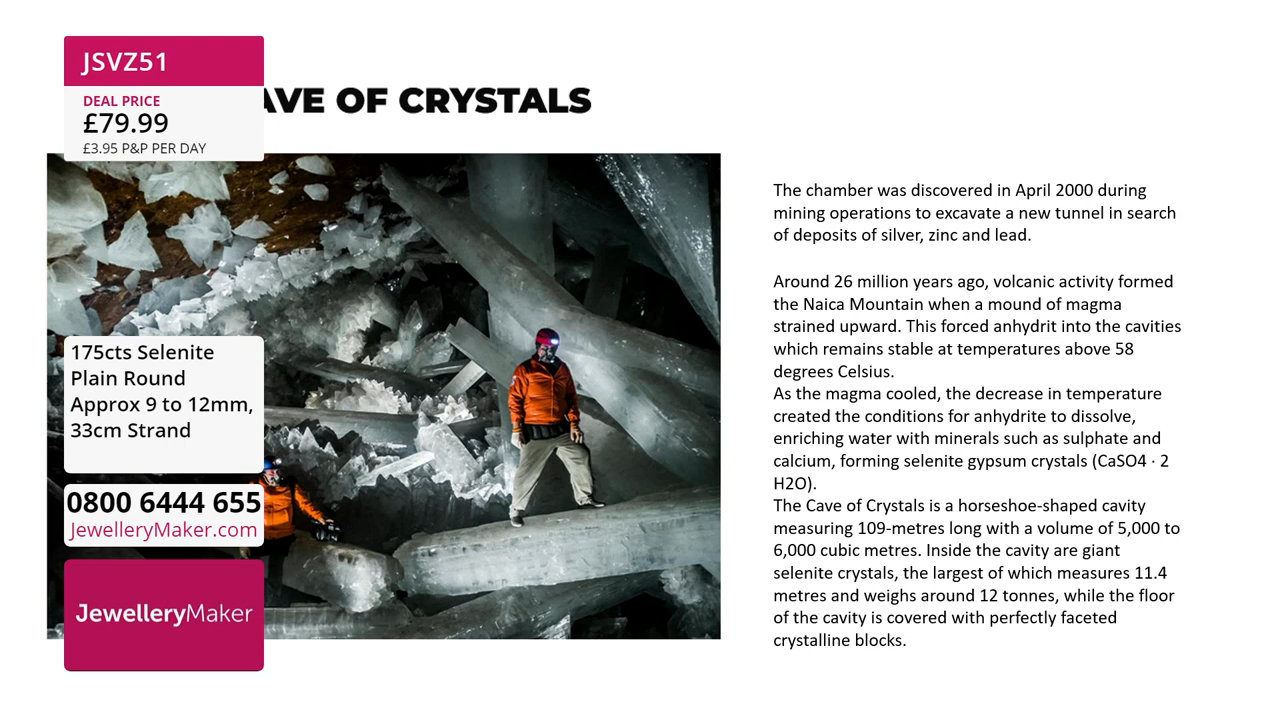 JSVZ51
DEAL PRICE
£79.99
£3.95 P&P PER DAY
AVE OF CRYSTALS
175cts Selenite
Plain Round
Approx 9 to 12mm,
33cm Strand
0800 6444 655
JewelleryMaker.com
JewelleryMaker
The chamber was discovered in April 2000 during
mining operations to excavate a new tunnel in search
of deposits of silver, zinc and lead.
Around 26 million years ago, volcanic activity formed
the Naica Mountain when a mound of magma
strained upward. This forced anhydrit into the cavities
which remains stable at temperatures above 58
degrees Celsius.
As the magma cooled, the decrease in temperature
created the conditions for anhydrite to dissolve,
enriching water with minerals such as sulphate and
calcium, forming selenite gypsum crystals (CaSO4 · 2
H2O).
The Cave of Crystals is a horseshoe-shaped cavity
measuring 109-metres long with a volume of 5,000 to
6,000 cubic metres. Inside the cavity are giant
selenite crystals, the largest of which measures 11.4
metres and weighs around 12 tonnes, while the floor
of the cavity is covered with perfectly faceted
crystalline blocks.